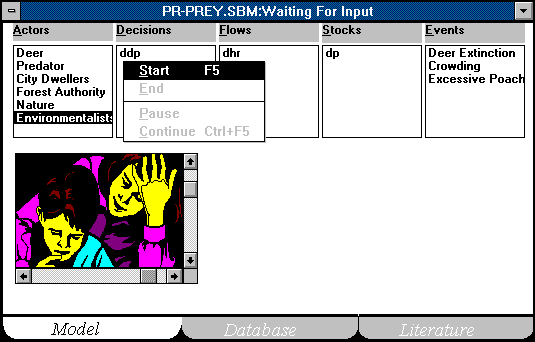 PR-PREY.SBM:Waiting For Input
Actors Decisions Flows Stocks Events
Deer ddp dhr dp Deer Extinction
Predator Start F5 Crowding
City Dwellers End Excessive Poach
Forest Authority
Nature Pause
Environmentalists Continue Ctrl+F5
Model Database Literature